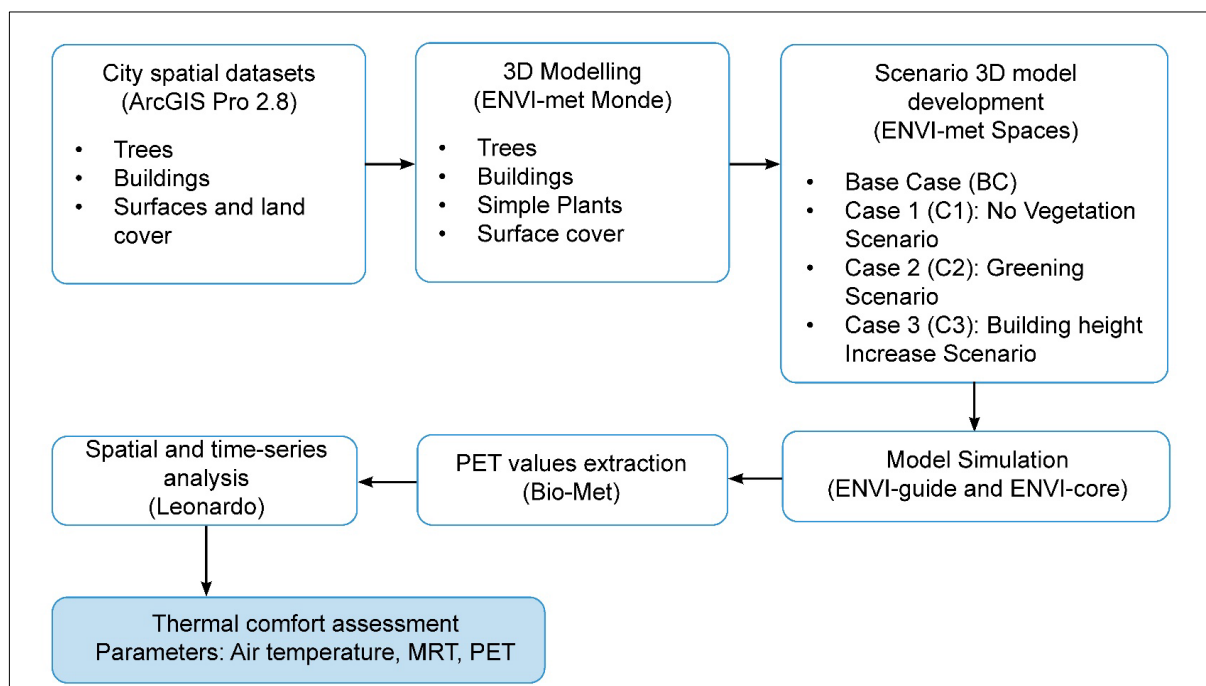 City spatial datasets
(ArcGIS Pro 2.8)
• Trees
• Buildings
• Surfaces and land
cover
3D Modelling
(ENVI-met Monde)
• Trees
• Buildings
• Simple Plants
• Surface cover
Scenario 3D model
development
(ENVI-met Spaces)
• Base Case (BC)
• Case 1 (C1): No Vegetation
Scenario
• Case 2 (C2): Greening
Scenario
• Case 3 (C3): Building height
Increase Scenario
Model Simulation
(ENVI-guide and ENVI-core)
PET values extraction
(Bio-Met)
Spatial and time-series
analysis
(Leonardo)
Thermal comfort assessment
Parameters: Air temperature, MRT, PET